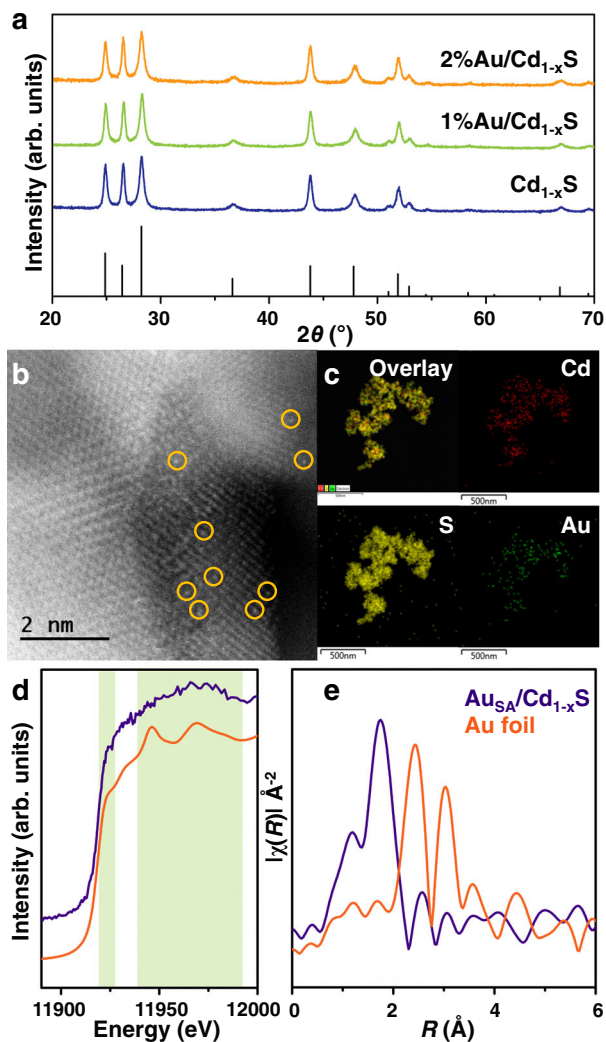 a
Intensity (arb. units)
2%Au/Cd₁₋ₓS
1%Au/Cd₁₋ₓS
Cd₁₋ₓS
20 30 40 50 60 70
2θ (°)
b
2 nm
c
Overlay
Cd
500nm
S
Au
500nm
500nm
d
Intensity (arb. units)
11900 11950 12000
Energy (eV)
e
Au_SA/Cd₁₋ₓS
Au foil
|χ(R)| Å⁻²
0 2 4 6
R (Å)